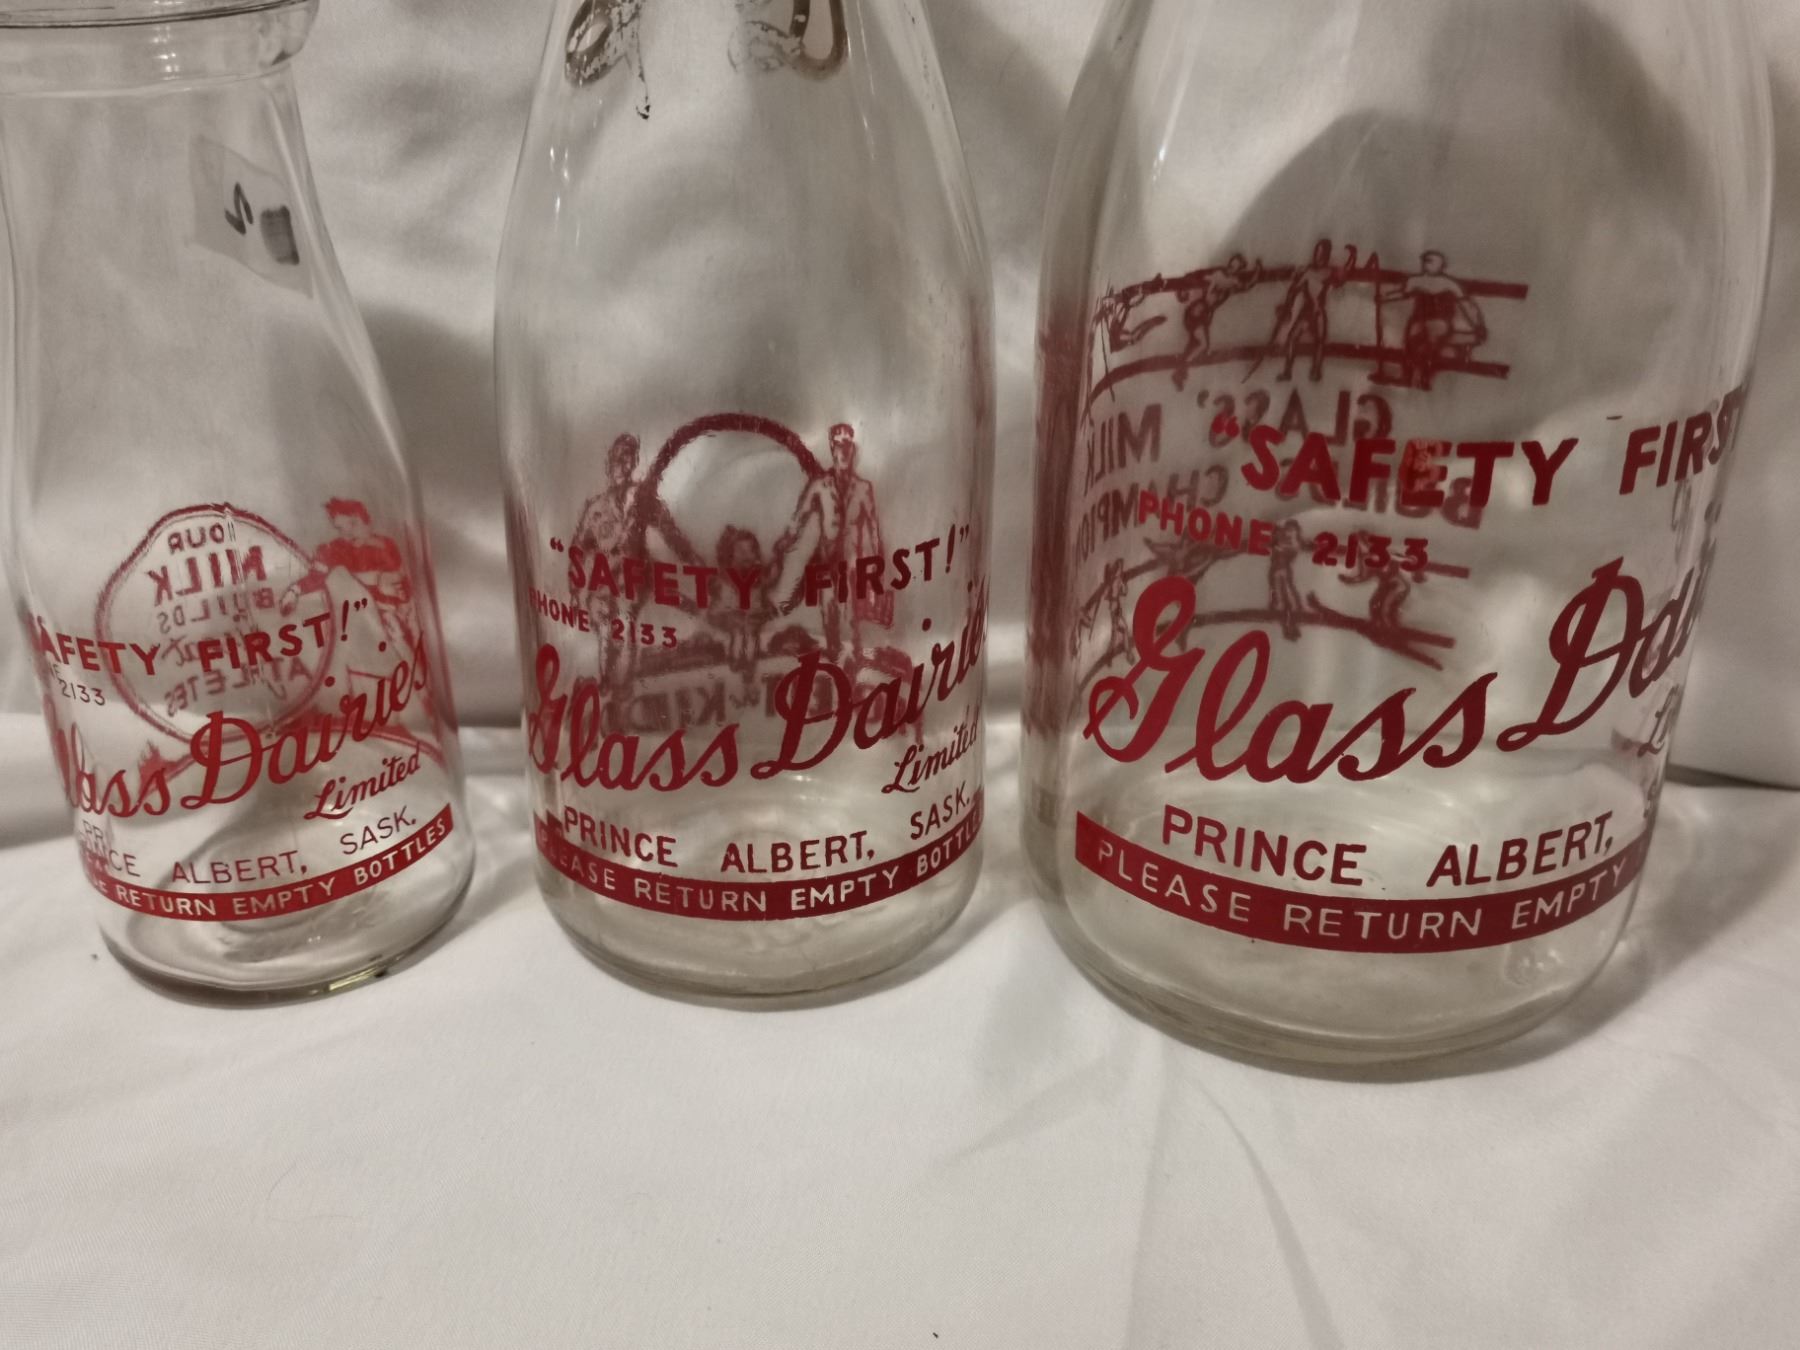 OUR
MILK
BUILDS
ATHLETES
SAFETY FIRST!"
2133
Glass Dairies
Limited
PRINCE ALBERT, SASK.
RETURN EMPTY BOTTLES
"SAFETY FIRST!"
PHONE 2133
Glass Dairies
Limited
PRINCE ALBERT, SASK.
PLEASE RETURN EMPTY BOTTLES
GLASS'
MILK
BUILDS CHAMPIONS
"SAFETY FIRST
PHONE 2133
Glass Dai
PRINCE ALBERT,
PLEASE RETURN EMPTY